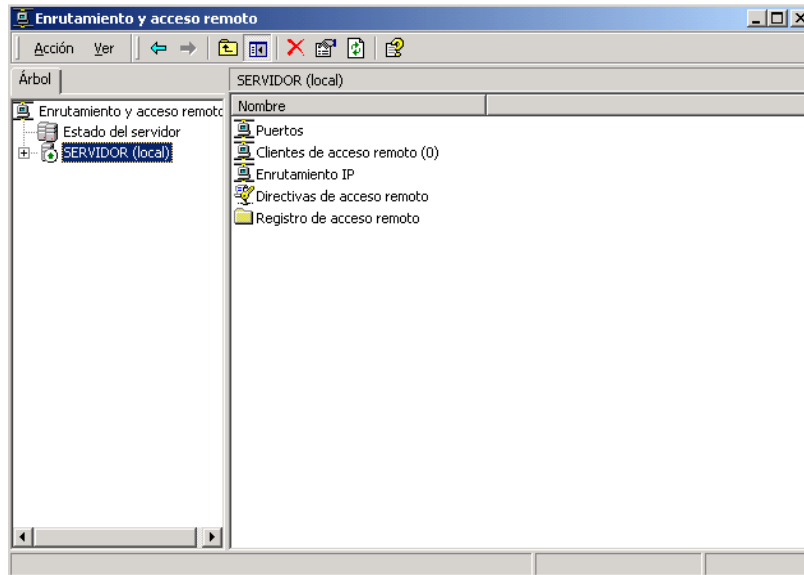 Enrutamiento y acceso remoto
Acción Ver
Árbol
SERVIDOR (local)
Enrutamiento y acceso remoto
Estado del servidor
SERVIDOR (local)
Nombre
Puertos
Clientes de acceso remoto (0)
Enrutamiento IP
Directivas de acceso remoto
Registro de acceso remoto